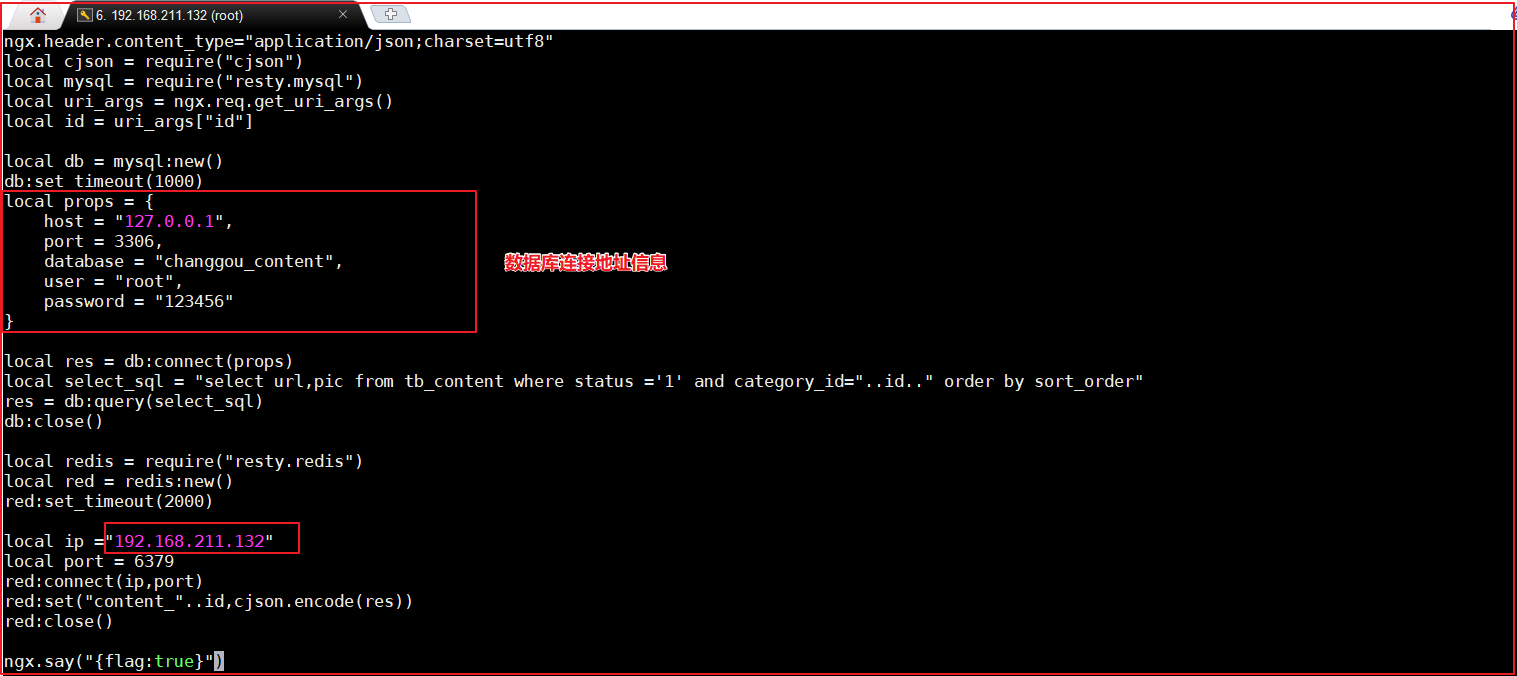 6. 192.168.211.132 (root)
ngx.header.content_type="application/json;charset=utf8"
local cjson = require("cjson")
local mysql = require("resty.mysql")
local uri_args = ngx.req.get_uri_args()
local id = uri_args["id"]
local db = mysql:new()
db:set_timeout(1000)
local props = {
    host = "127.0.0.1",
    port = 3306,
    database = "changgou_content",
    user = "root",
    password = "123456"
}
数据库连接地址信息
local res = db:connect(props)
local select_sql = "select url,pic from tb_content where status ='1' and category_id="..id.." order by sort_order"
res = db:query(select_sql)
db:close()
local redis = require("resty.redis")
local red = redis:new()
red:set_timeout(2000)
local ip ="192.168.211.132"
local port = 6379
red:connect(ip,port)
red:set("content_"..id,cjson.encode(res))
red:close()
ngx.say("{flag:true}")